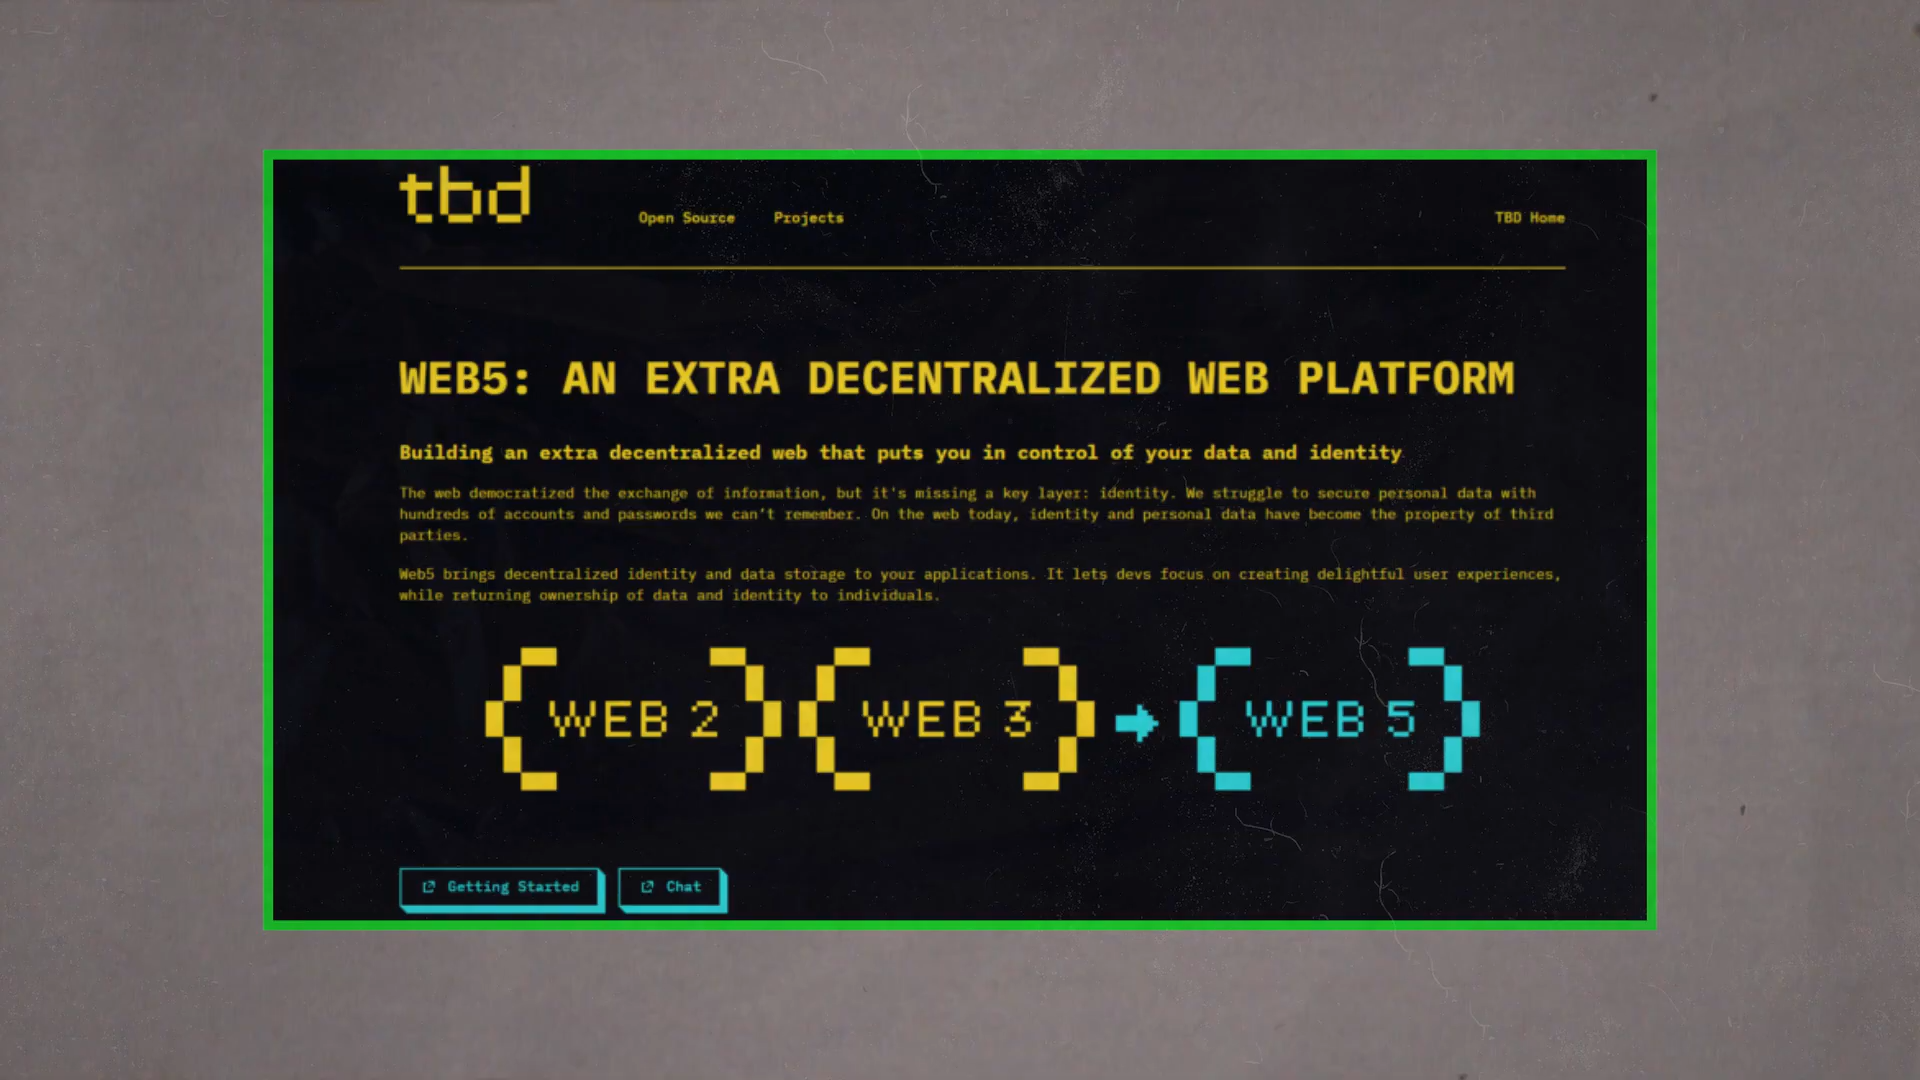 tbd
Open Source Projects TBD Home
WEB5: AN EXTRA DECENTRALIZED WEB PLATFORM
Building an extra decentralized web that puts you in control of your data and identity
The web democratized the exchange of information, but it's missing a key layer: identity. We struggle to secure personal data with
hundreds of accounts and passwords we can't remember. On the web today, identity and personal data have become the property of third
parties.
Web5 brings decentralized identity and data storage to your applications. It lets devs focus on creating delightful user experiences,
while returning ownership of data and identity to individuals.
WEB 2 WEB 3 WEB 5
Getting Started Chat